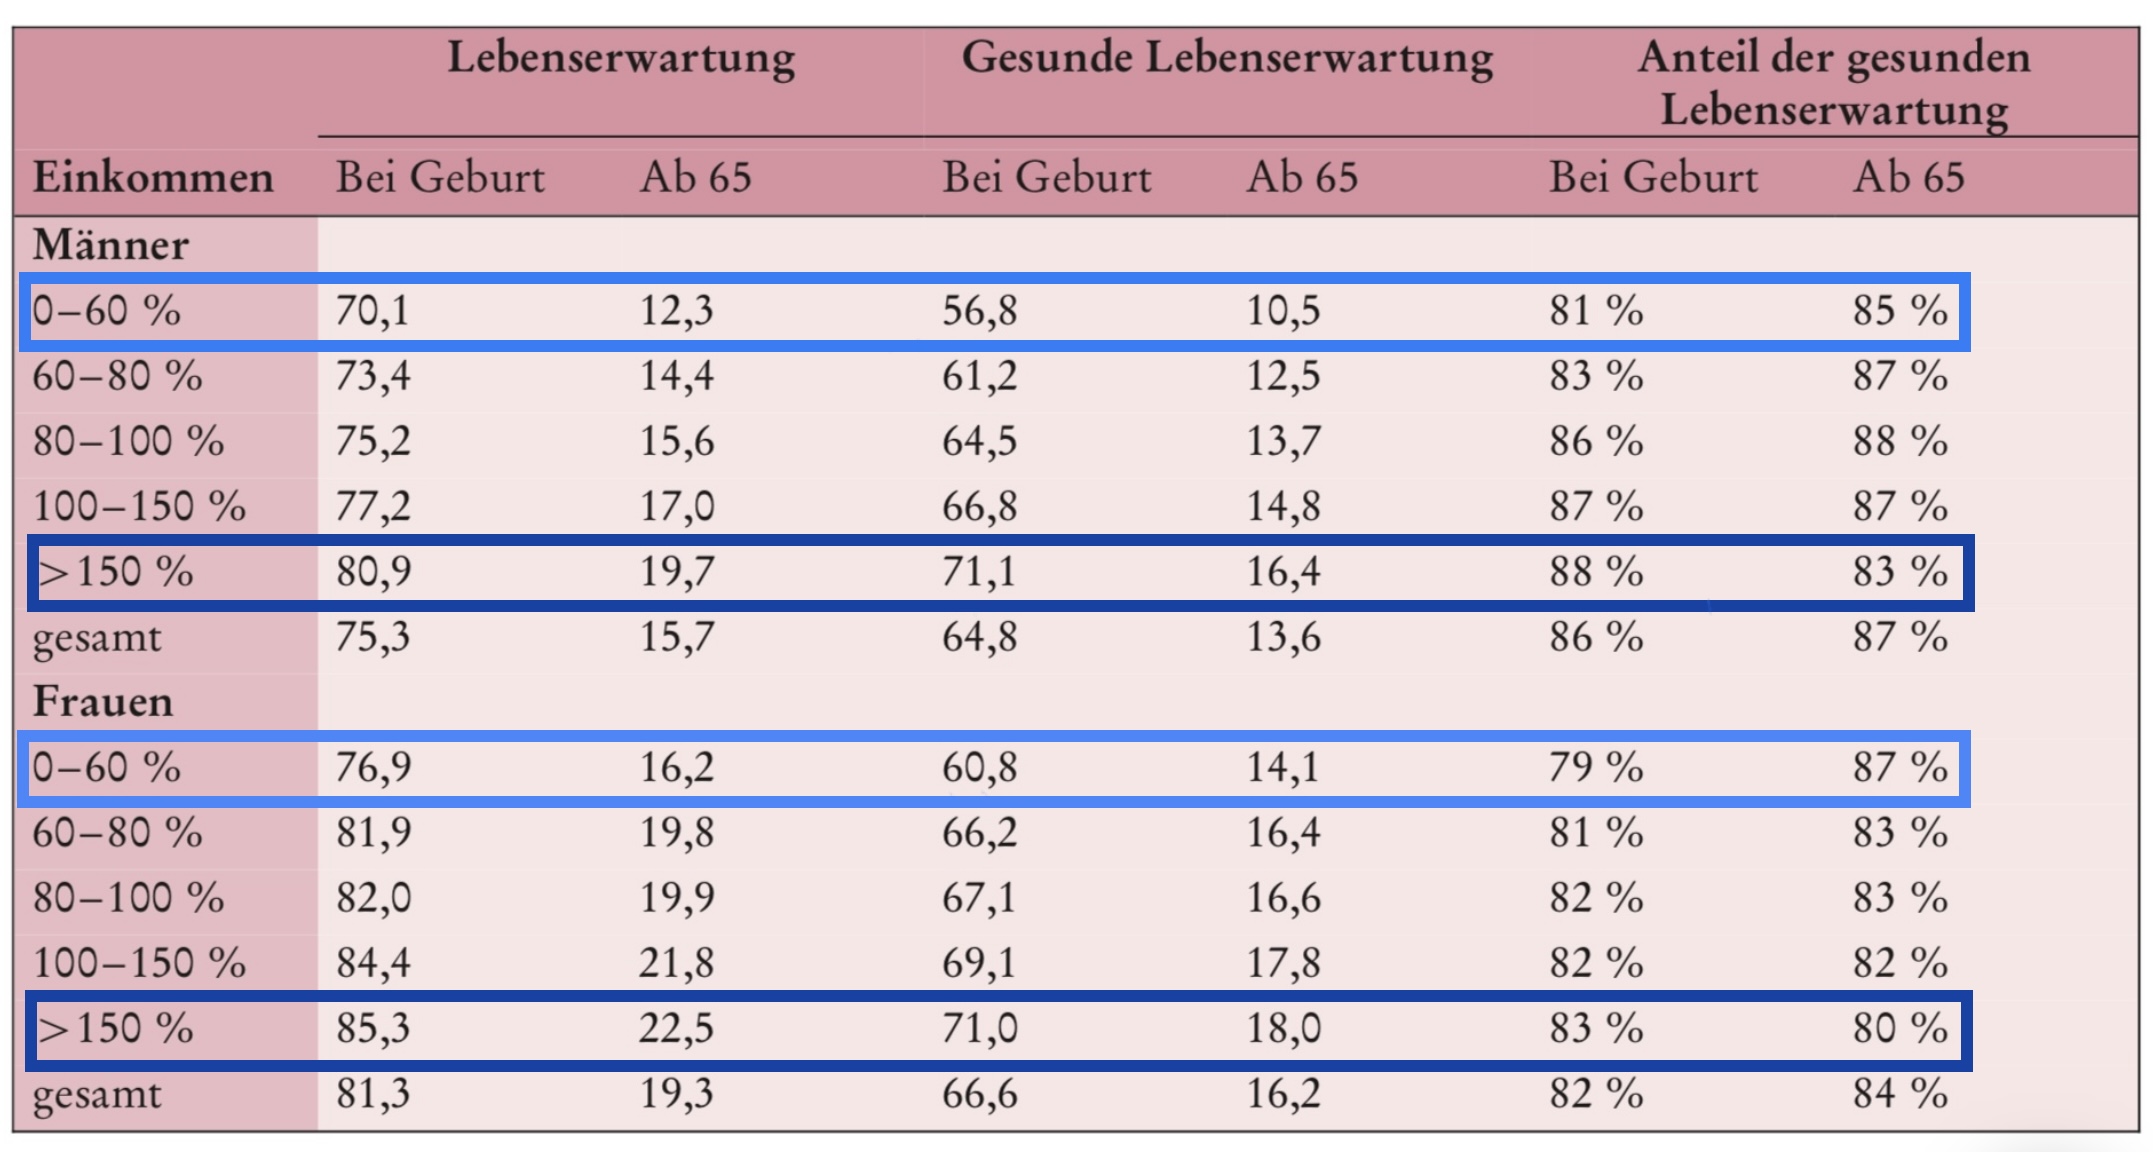 Lebenserwartung Gesunde Lebenserwartung Anteil der gesunden
Lebenserwartung
Einkommen Bei Geburt Ab 65 Bei Geburt Ab 65 Bei Geburt Ab 65
Männer
0–60 % 70,1 12,3 56,8 10,5 81 % 85 %
60–80 % 73,4 14,4 61,2 12,5 83 % 87 %
80–100 % 75,2 15,6 64,5 13,7 86 % 88 %
100–150 % 77,2 17,0 66,8 14,8 87 % 87 %
>150 % 80,9 19,7 71,1 16,4 88 % 83 %
gesamt 75,3 15,7 64,8 13,6 86 % 87 %
Frauen
0–60 % 76,9 16,2 60,8 14,1 79 % 87 %
60–80 % 81,9 19,8 66,2 16,4 81 % 83 %
80–100 % 82,0 19,9 67,1 16,6 82 % 83 %
100–150 % 84,4 21,8 69,1 17,8 82 % 82 %
>150 % 85,3 22,5 71,0 18,0 83 % 80 %
gesamt 81,3 19,3 66,6 16,2 82 % 84 %